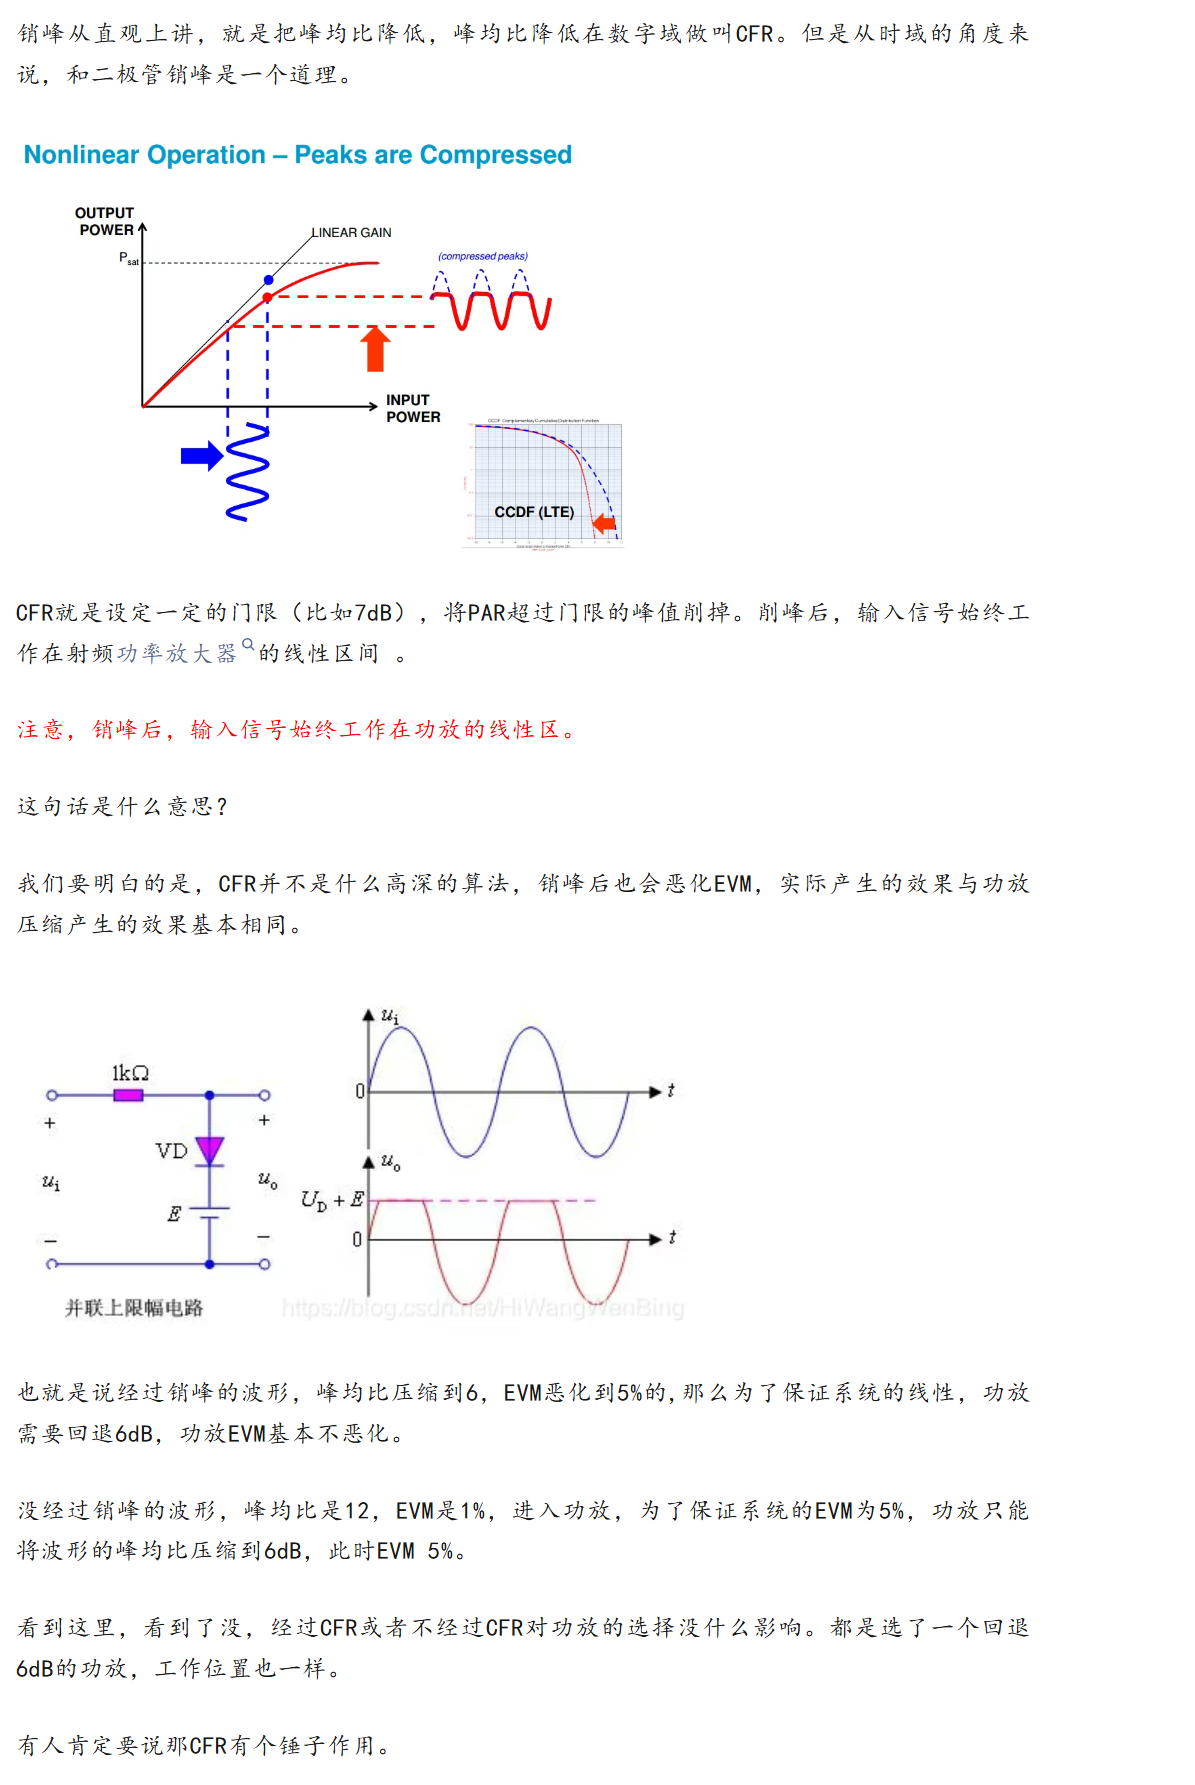 销峰从直观上讲，就是把峰均比降低，峰均比降低在数字域做叫CFR。但是从时域的角度来
说，和二极管销峰是一个道理。
Nonlinear Operation – Peaks are Compressed
OUTPUT
POWER
LINEAR GAIN
Psat
(compressed peaks)
INPUT
POWER
CCDF (LTE)
CFR就是设定一定的门限（比如7dB），将PAR超过门限的峰值削掉。削峰后，输入信号始终工
作在射频功率放大器的线性区间 。
注意，销峰后，输入信号始终工作在功放的线性区。
这句话是什么意思？
我们要明白的是，CFR并不是什么高深的算法，销峰后也会恶化EVM，实际产生的效果与功放
压缩产生的效果基本相同。
1kΩ
+
+
VD
ui
uo
E
−
−
并联上限幅电路
ui
0
t
uo
UD + E
0
t
https://blog.csdn.net/HiWangWenBing
也就是说经过销峰的波形，峰均比压缩到6，EVM恶化到5%的,那么为了保证系统的线性，功放
需要回退6dB，功放EVM基本不恶化。
没经过销峰的波形，峰均比是12，EVM是1%，进入功放，为了保证系统的EVM为5%，功放只能
将波形的峰均比压缩到6dB，此时EVM 5%。
看到这里，看到了没，经过CFR或者不经过CFR对功放的选择没什么影响。都是选了一个回退
6dB的功放，工作位置也一样。
有人肯定要说那CFR有个锤子作用。